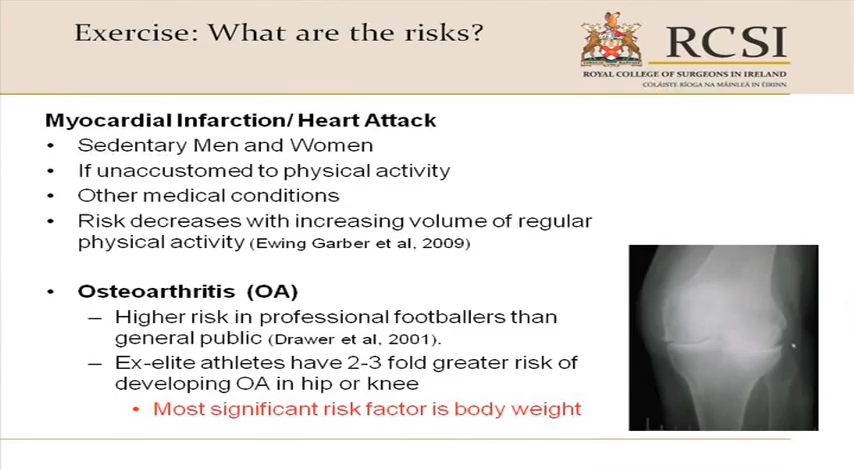 Exercise: What are the risks?
RCSI
ROYAL COLLEGE OF SURGEONS IN IRELAND
COLÁISTE RÍOGA NA MÁINLEÁ IN ÉIRINN
Myocardial Infarction/ Heart Attack
• Sedentary Men and Women
• If unaccustomed to physical activity
• Other medical conditions
• Risk decreases with increasing volume of regular
physical activity (Ewing Garber et al, 2009)
• Osteoarthritis (OA)
– Higher risk in professional footballers than
general public (Drawer et al, 2001).
– Ex-elite athletes have 2-3 fold greater risk of
developing OA in hip or knee
• Most significant risk factor is body weight